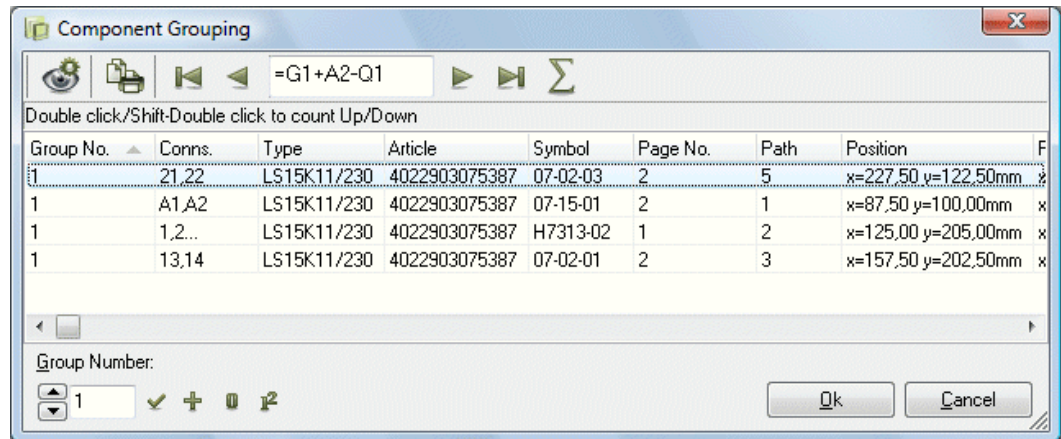 Component Grouping
=G1+A2-Q1
Double click/Shift-Double click to count Up/Down
Group No. Conns. Type Article Symbol Page No. Path Position
1 21,22 LS15K11/230 4022903075387 07-02-03 2 5 x=227,50 y=122,50mm x
1 A1,A2 LS15K11/230 4022903075387 07-15-01 2 1 x=87,50 y=100,00mm x
1 1,2... LS15K11/230 4022903075387 H7313-02 1 2 x=125,00 y=205,00mm x
1 13,14 LS15K11/230 4022903075387 07-02-01 2 3 x=157,50 y=202,50mm x
Group Number:
1 Ok Cancel